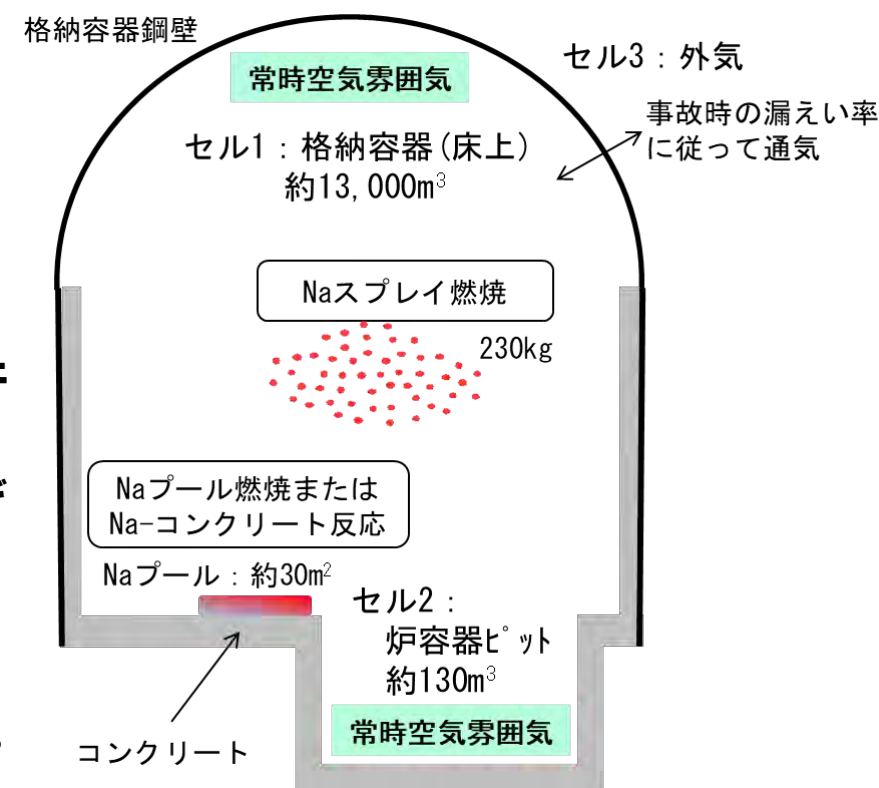 格納容器鋼壁
セル3：外気
常時空気雰囲気
事故時の漏えい率
に従って通気
セル1：格納容器(床上)
約13,000m³
Naスプレイ燃焼
230kg
Naプール燃焼または
Na-コンクリート反応
Naプール：約30m²
セル2：
炉容器ピット
約130m³
常時空気雰囲気
コンクリート